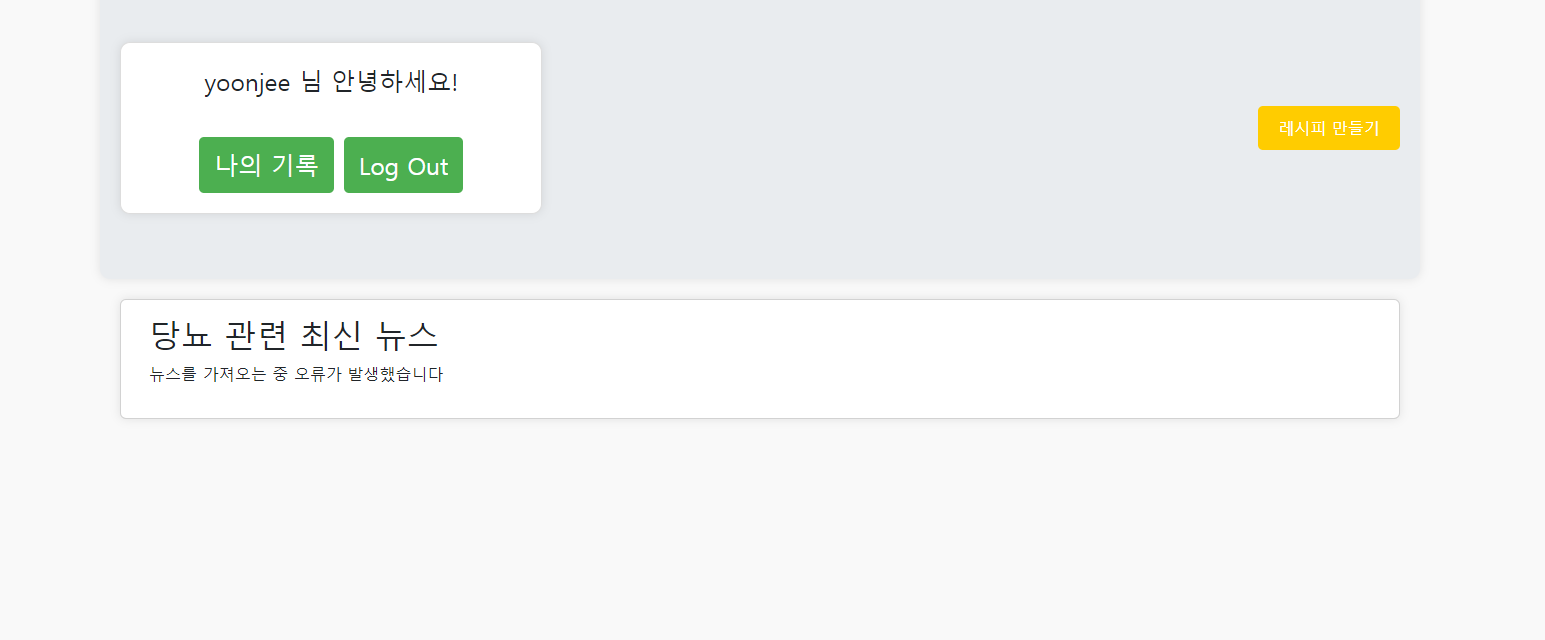 yoonjee 님 안녕하세요!
나의 기록 Log Out
레시피 만들기
당뇨 관련 최신 뉴스
뉴스를 가져오는 중 오류가 발생했습니다